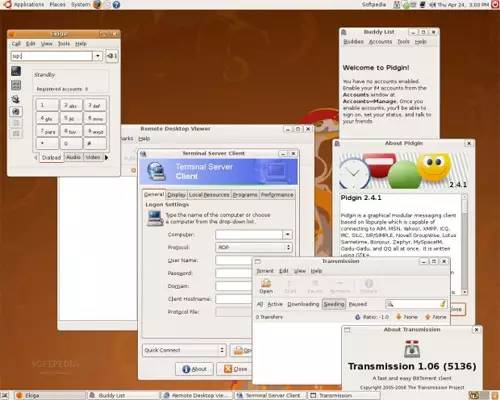 Applications Places System
Softpedia
Thu Apr 24, 3:03 PM
Ekiga
Call Edit View Tools Help
sip:
Standby
Registered accounts: 0
1 2 abc 3 def
4 ghi 5 jkl 6 mno
7 pqrs 8 tuv 9 wxyz
* 0 #
Dialpad Audio Video
Buddy List
Buddies Accounts Tools Help
Welcome to Pidgin!
You have no accounts enabled.
Enable your IM accounts from the
Accounts window at
Accounts->Manage. Once you
enable accounts, you'll be able to
sign on, set your status, and talk to
your friends.
Remote Desktop Viewer
marks Help
Terminal Server Client
Terminal Server
Client
General Display Local Resources Programs Performance
Logon Settings
Type the name of the computer or choose
a computer from the drop-down list.
Computer:
Protocol: RDP
User Name:
Password:
Domain:
Client Hostname:
Protocol File:
Quick Connect
About Close
About Pidgin
2.4.1
Pidgin 2.4.1
Pidgin is a graphical modular messaging client
based on libpurple which is capable of
connecting to AIM, MSN, Yahoo!, XMPP, ICQ,
IRC, SILC, SIP/SIMPLE, Novell GroupWise, Lotus
Sametime, Bonjour, Zephyr, MySpaceIM,
Gadu-Gadu, and QQ all at once. It is written
using GTK+.
Transmission
Torrent Edit View Help
Open
All Active Downloading Seeding Paused
0 Transfers Ratio: -1.0 None None
About Transmission
Transmission 1.06 (5136)
A fast and easy BitTorrent client
Copyright 2005-2008 The Transmission Project
SOFTPEDIA
Ekiga Buddy List Remote Desktop Vie... Terminal Server Client Transmission